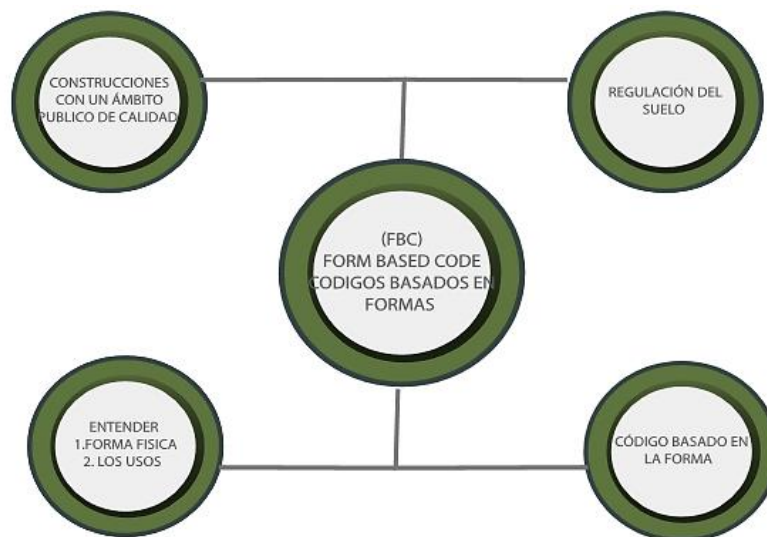 CONSTRUCCIONES
CON UN ÁMBITO
PUBLICO DE CALIDAD
REGULACIÓN DEL
SUELO
(FBC)
FORM BASED CODE
CODIGOS BASADOS EN
FORMAS
ENTENDER
1.FORMA FISICA
2. LOS USOS
CÓDIGO BASADO EN
LA FORMA